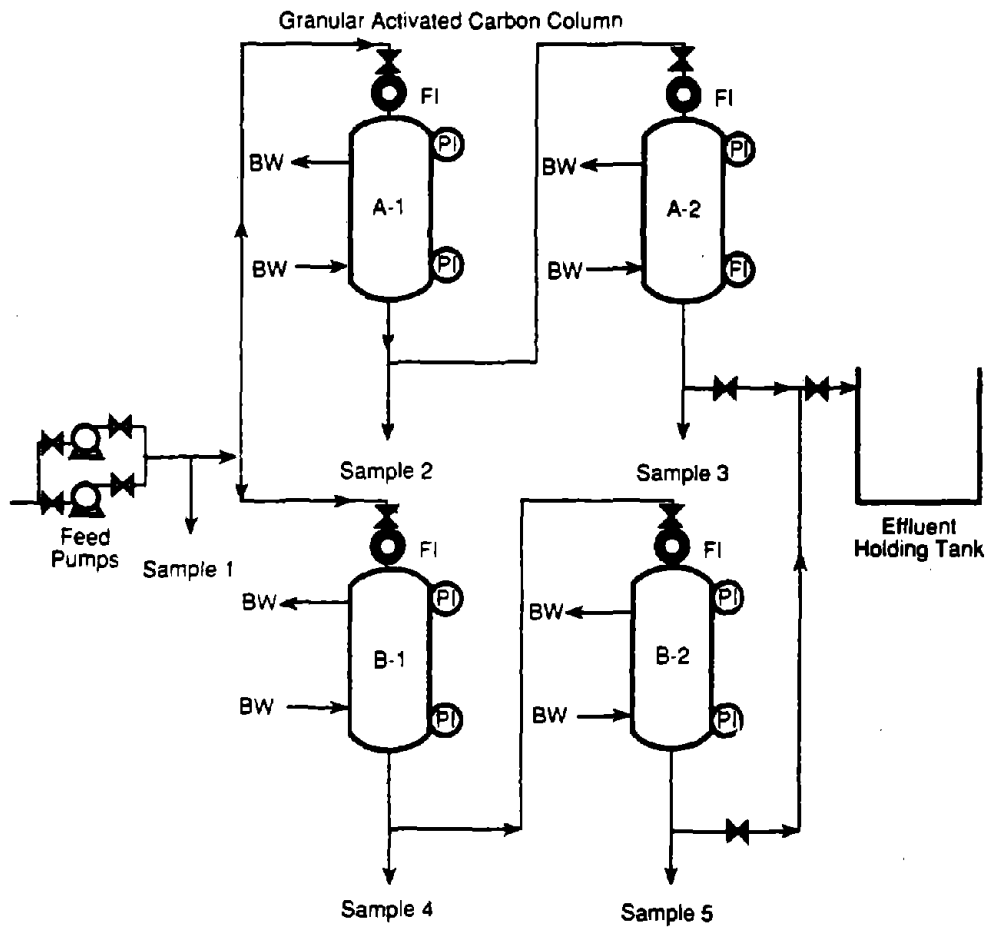 Granular Activated Carbon Column
FI
FI
PI
PI
BW
BW
A-1
A-2
BW
PI
BW
FI
Sample 2
Sample 3
Feed
Pumps
Sample 1
Effluent
Holding Tank
FI
FI
BW
PI
BW
PI
B-1
B-2
BW
PI
BW
PI
Sample 4
Sample 5